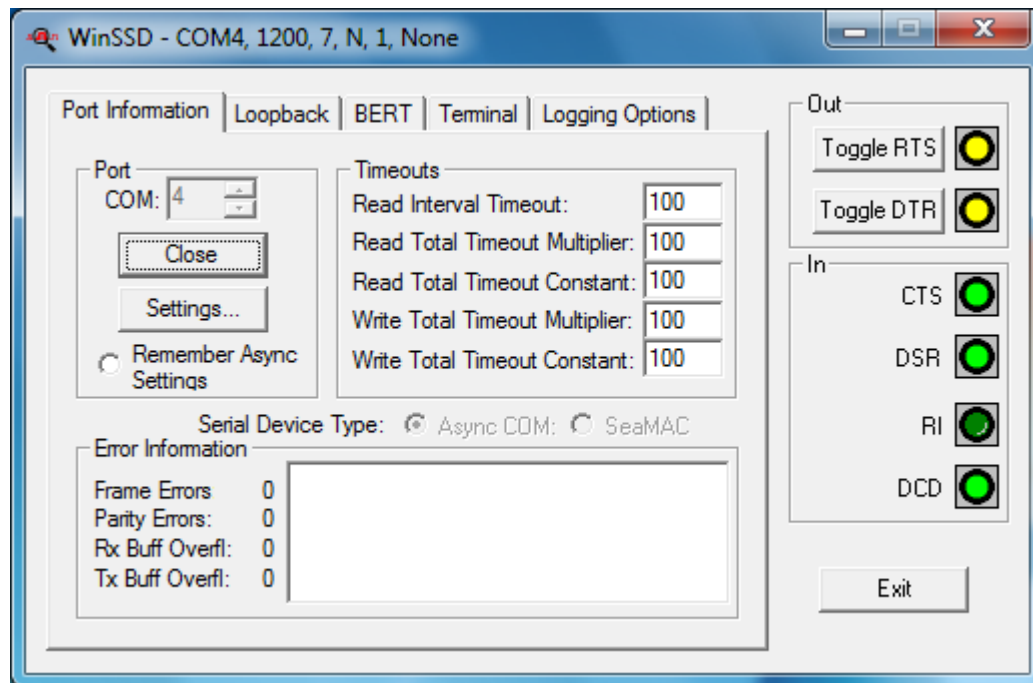 WinSSD - COM4, 1200, 7, N, 1, None
Port Information Loopback BERT Terminal Logging Options
Port
COM: 4
Close
Settings...
Remember Async
Settings
Timeouts
Read Interval Timeout: 100
Read Total Timeout Multiplier: 100
Read Total Timeout Constant: 100
Write Total Timeout Multiplier: 100
Write Total Timeout Constant: 100
Serial Device Type: Async COM: SeaMAC
Error Information
Frame Errors 0
Parity Errors: 0
Rx Buff Overfl: 0
Tx Buff Overfl: 0
Out
Toggle RTS
Toggle DTR
In
CTS
DSR
RI
DCD
Exit